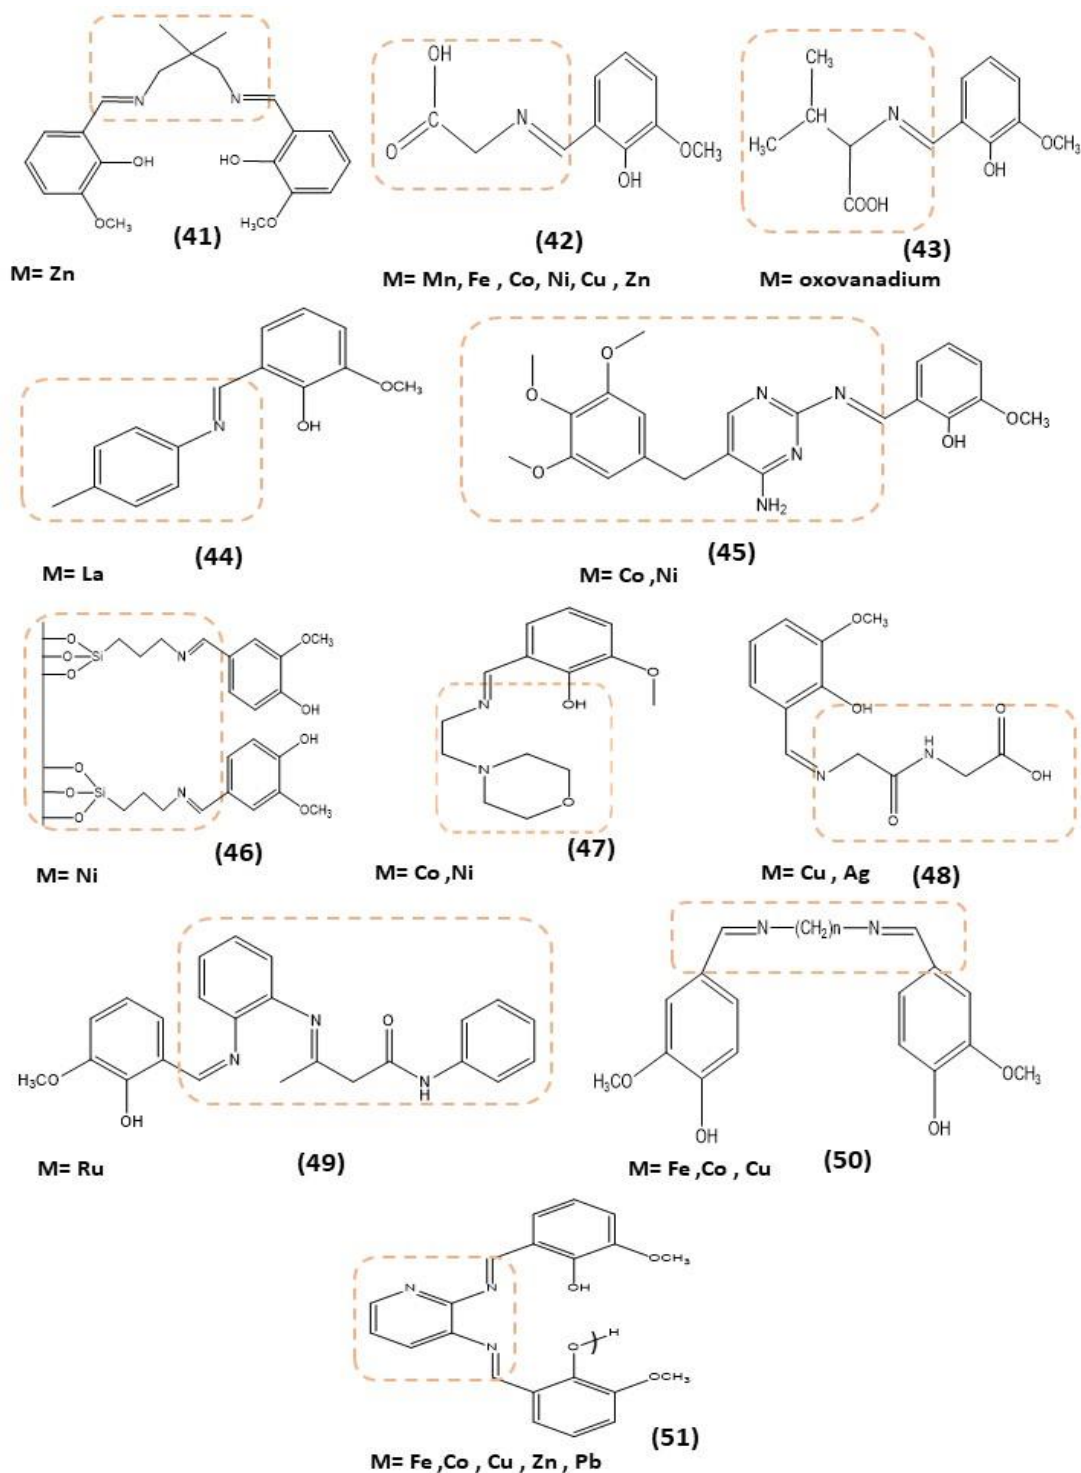 N
N
OH
HO
OCH₃
H₃CO
(41)
M= Zn
OH
C
O
N
OH
OCH₃
(42)
M= Mn, Fe , Co, Ni, Cu , Zn
CH₃
H₃C
N
COOH
OH
OCH₃
(43)
M= oxovanadium
N
OH
OCH₃
(44)
M= La
O
O
O
N
N
NH₂
N
OH
OCH₃
(45)
M= Co ,Ni
O
O
O
Si
N
OCH₃
OH
O
O
O
Si
N
OH
OCH₃
(46)
M= Ni
N
OH
O
N
O
(47)
M= Co ,Ni
OCH₃
OH
N
O
H
N
O
OH
(48)
M= Cu , Ag
H₃CO
OH
N
N
O
N
H
(49)
M= Ru
N
(CH₂)n
N
H₃CO
OH
OCH₃
OH
(50)
M= Fe ,Co , Cu
N
N
N
OH
OCH₃
O
)
H
OCH₃
(51)
M= Fe ,Co , Cu , Zn , Pb